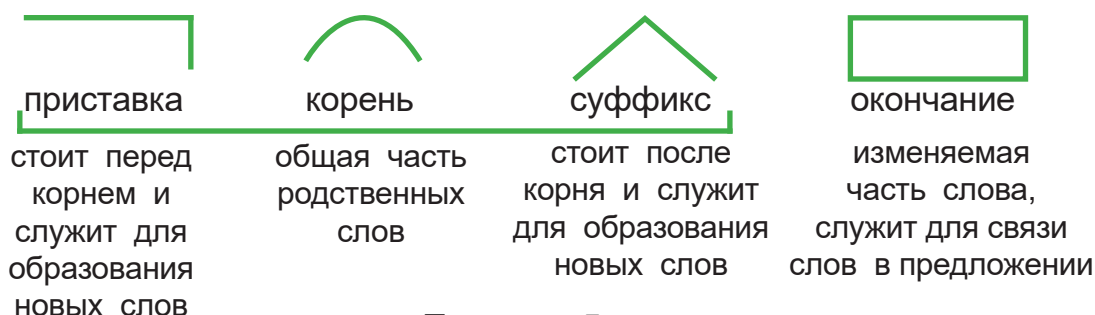 приставка корень суффикс окончание
стоит перед
корнем и
служит для
образования
новых слов
общая часть
родственных
слов
стоит после
корня и служит
для образования
новых слов
изменяемая
часть слова,
служит для связи
слов в предложении